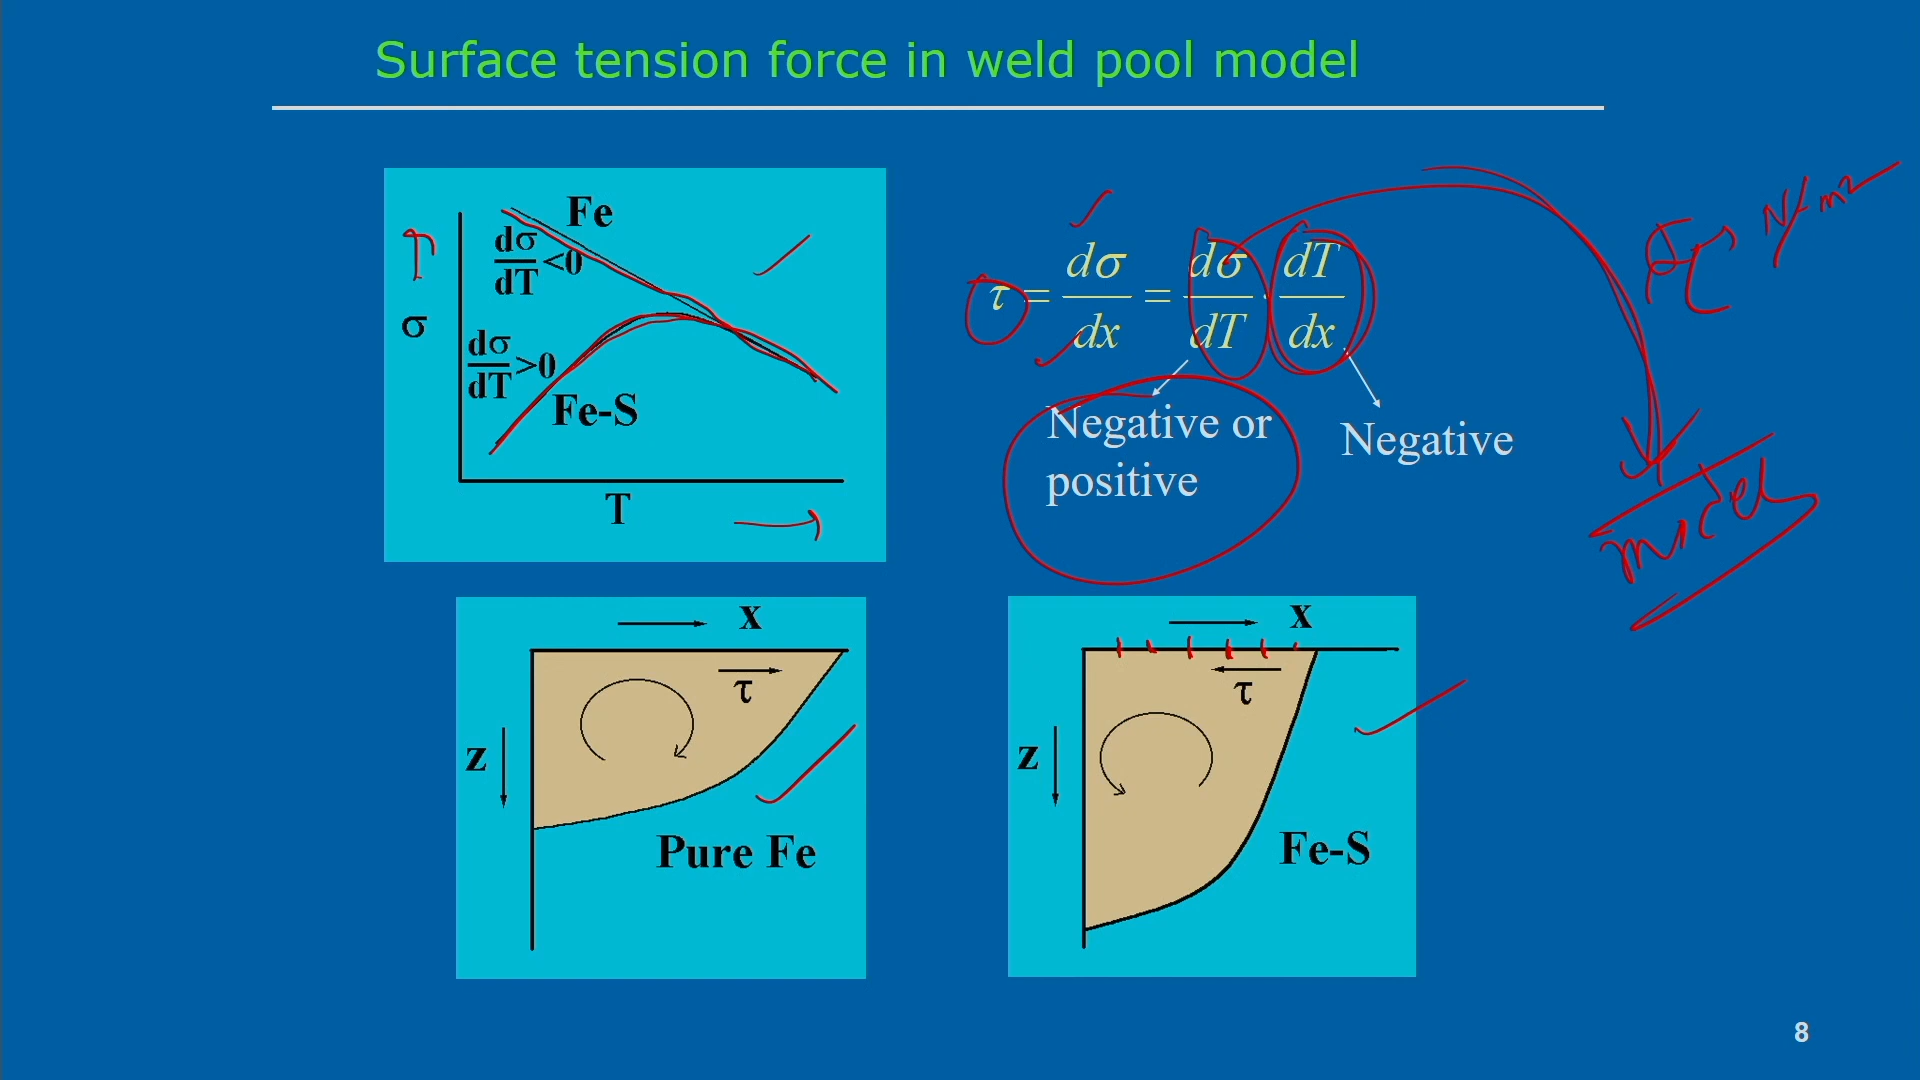 Surface tension force in weld pool model
Fe
dσ/dT <0
σ
dσ/dT >0
Fe-S
T
τ = dσ/dx = dσ/dT · dT/dx
Negative or
positive
Negative
N/m²
model
x
τ
z
Pure Fe
x
τ
z
Fe-S
8